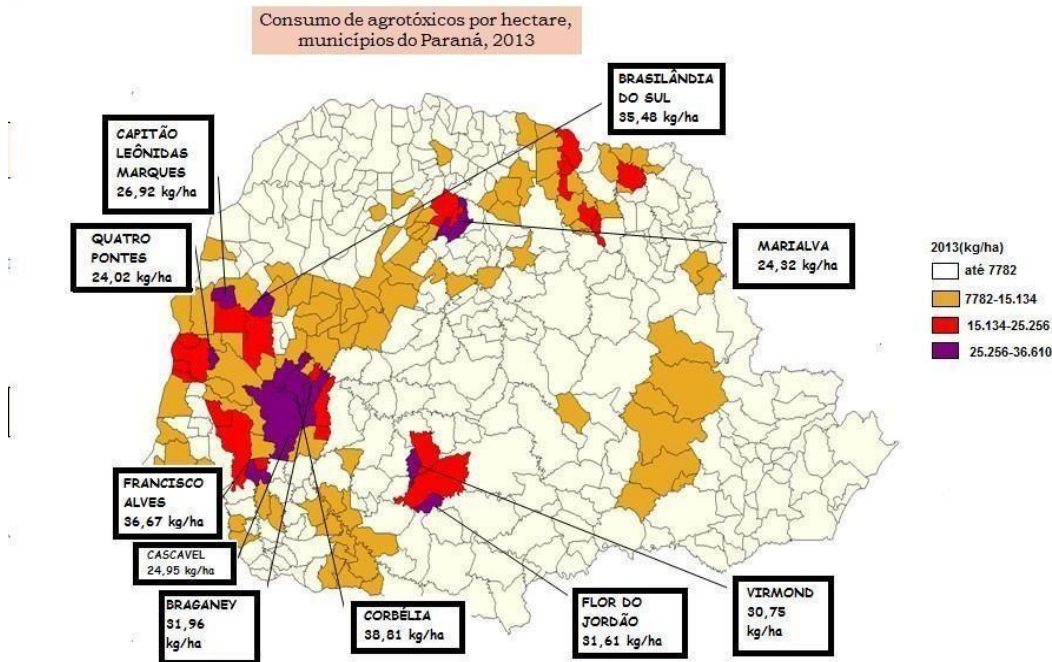 Consumo de agrotóxicos por hectare,
municípios do Paraná, 2013
BRASILÂNDIA
DO SUL
35,48 kg/ha
CAPITÃO
LEÔNIDAS
MARQUES
26,92 kg/ha
QUATRO
PONTES
24,02 kg/ha
MARIALVA
24,32 kg/ha
2013(kg/ha)
até 7782
7782-15.134
15.134-25.256
25.256-36.610
FRANCISCO
ALVES
36,67 kg/ha
CASCAVEL
24,95 kg/ha
BRAGANEY
31,96
kg/ha
CORBÉLIA
38,81 kg/ha
FLOR DO
JORDÃO
31,61 kg/ha
VIRMOND
30,75
kg/ha